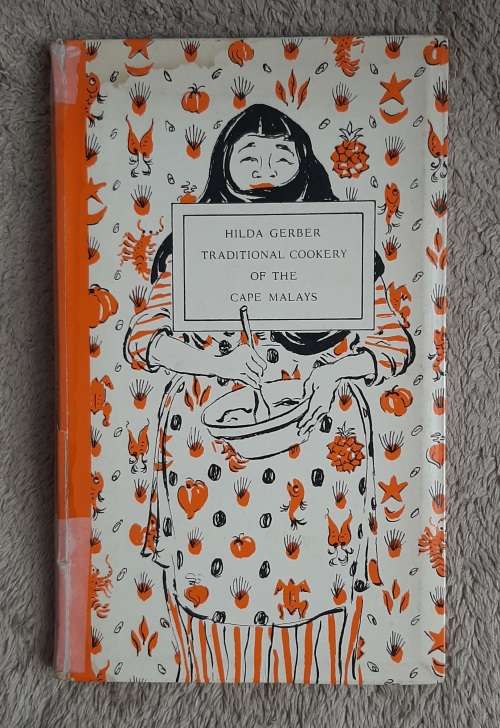 HILDA GERBER
TRADITIONAL COOKERY
OF THE
CAPE MALAYS